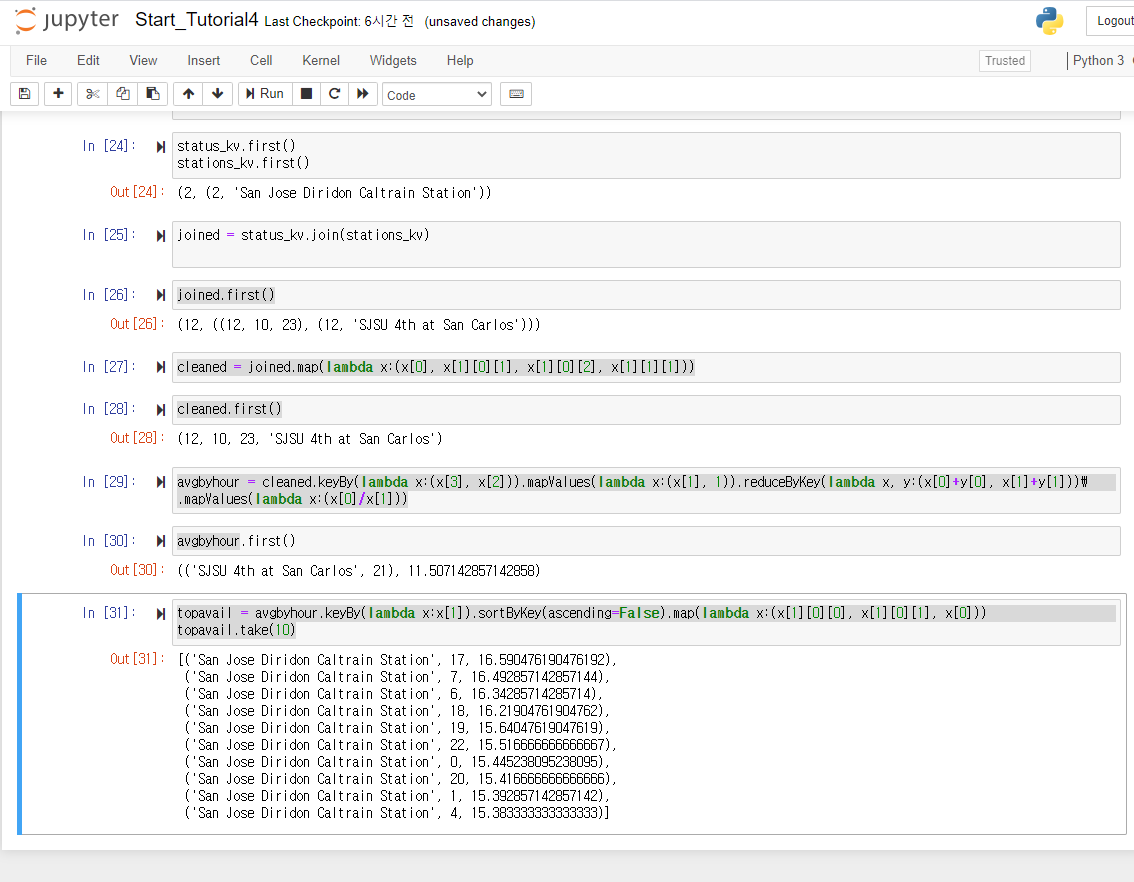 jupyter Start_Tutorial4 Last Checkpoint: 6시간 전 (unsaved changes)
Logout
File Edit View Insert Cell Kernel Widgets Help
Trusted
Python 3
Run
Code
In [24]: status_kv.first()
stations_kv.first()
Out[24]: (2, (2, 'San Jose Diridon Caltrain Station'))
In [25]: joined = status_kv.join(stations_kv)
In [26]: joined.first()
Out[26]: (12, ((12, 10, 23), (12, 'SJSU 4th at San Carlos')))
In [27]: cleaned = joined.map(lambda x:(x[0], x[1][0][1], x[1][0][2], x[1][1][1]))
In [28]: cleaned.first()
Out[28]: (12, 10, 23, 'SJSU 4th at San Carlos')
In [29]: avgbyhour = cleaned.keyBy(lambda x:(x[3], x[2])).mapValues(lambda x:(x[1], 1)).reduceByKey(lambda x, y:(x[0]+y[0], x[1]+y[1]))₩
.mapValues(lambda x:(x[0]/x[1]))
In [30]: avgbyhour.first()
Out[30]: (('SJSU 4th at San Carlos', 21), 11.507142857142858)
In [31]: topavail = avgbyhour.keyBy(lambda x:x[1]).sortByKey(ascending=False).map(lambda x:(x[1][0][0], x[1][0][1], x[0]))
topavail.take(10)
Out[31]: [('San Jose Diridon Caltrain Station', 17, 16.590476190476192),
('San Jose Diridon Caltrain Station', 7, 16.492857142857144),
('San Jose Diridon Caltrain Station', 6, 16.34285714285714),
('San Jose Diridon Caltrain Station', 18, 16.21904761904762),
('San Jose Diridon Caltrain Station', 19, 15.64047619047619),
('San Jose Diridon Caltrain Station', 22, 15.516666666666667),
('San Jose Diridon Caltrain Station', 0, 15.445238095238095),
('San Jose Diridon Caltrain Station', 20, 15.416666666666666),
('San Jose Diridon Caltrain Station', 1, 15.392857142857142),
('San Jose Diridon Caltrain Station', 4, 15.383333333333333)]